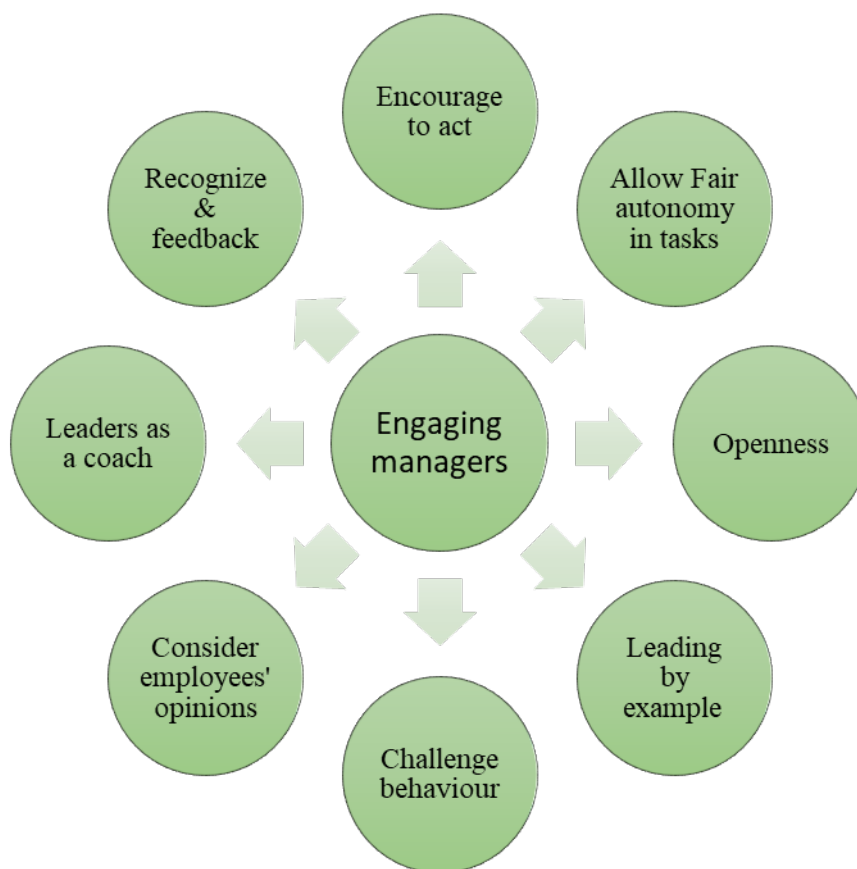 Encourage
to act
Recognize
&
feedback
Allow Fair
autonomy
in tasks
Leaders as
a coach
Engaging
managers
Openness
Consider
employees'
opinions
Leading
by
example
Challenge
behaviour